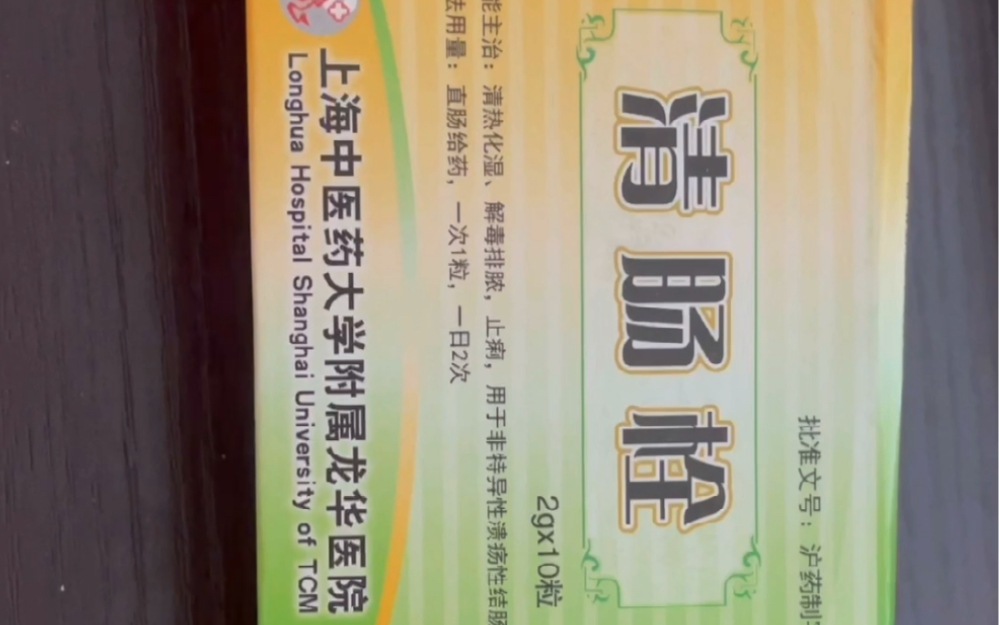 批准文号：沪药制
清肠栓
2gx10粒
能主治：清热化湿、解毒排脓，止痢，用于非特异性溃疡性结肠
法用量：直肠给药，一次1粒，一日2次
上海中医药大学附属龙华医院
Longhua Hospital Shanghai University of TCM